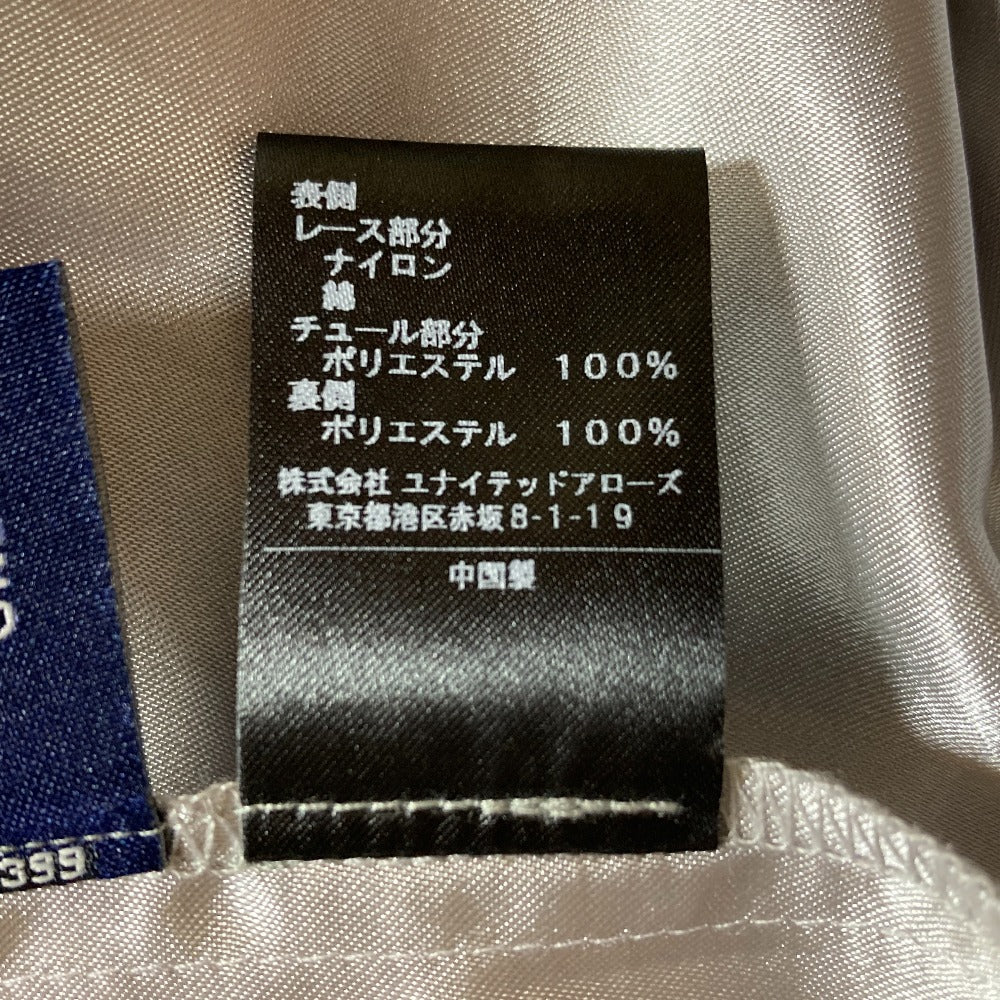 表側
レース部分
ナイロン
綿
チュール部分
ポリエステル 100%
裏側
ポリエステル 100%
株式会社 ユナイテッドアローズ
東京都港区赤坂8-1-19
中国製
399